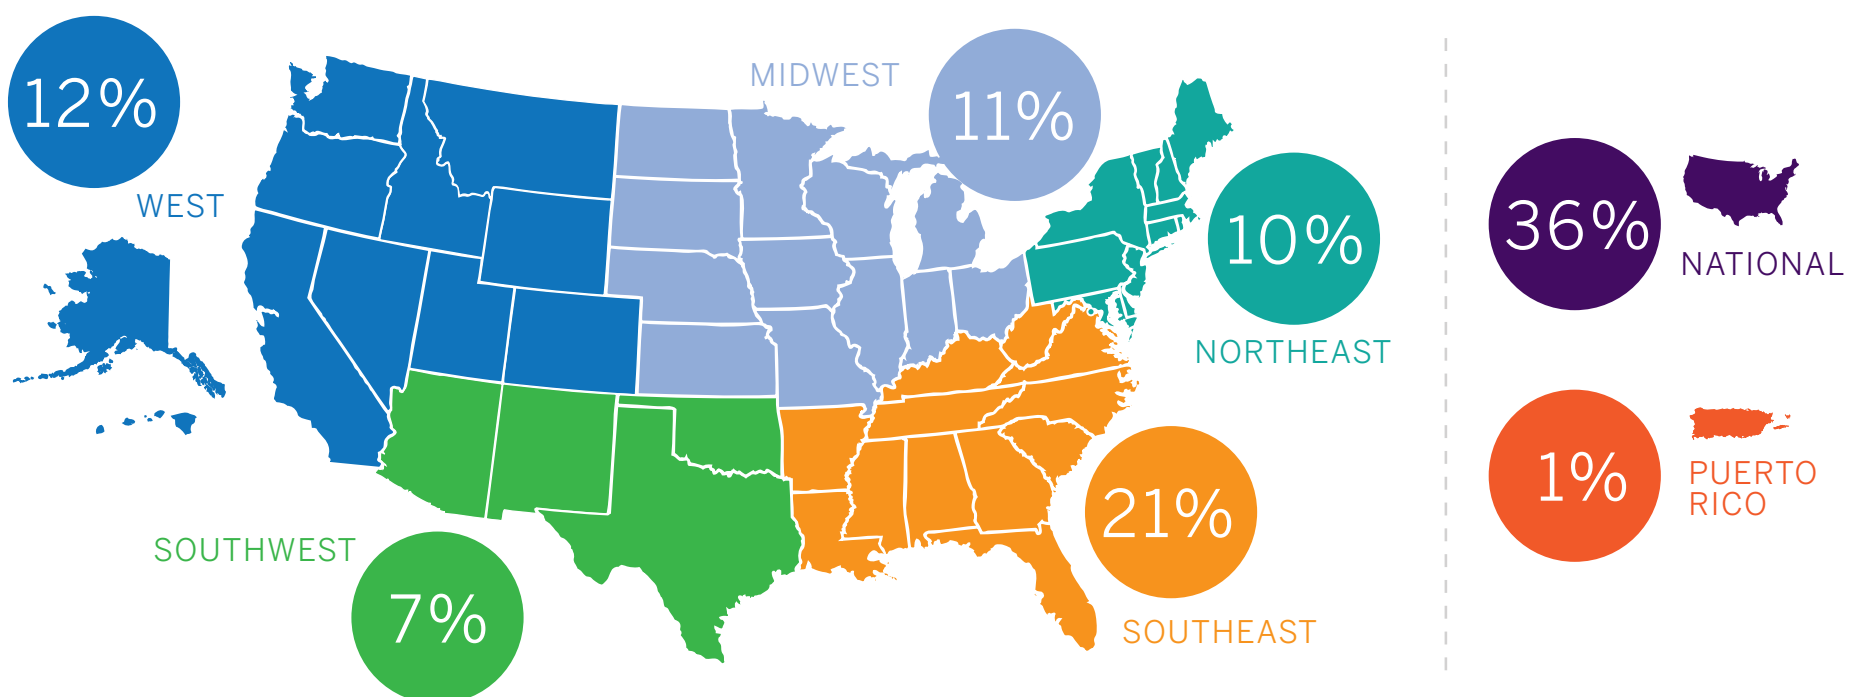 12%
WEST
MIDWEST
11%
10%
NORTHEAST
SOUTHWEST
7%
21%
SOUTHEAST
36%
NATIONAL
1%
PUERTO
RICO